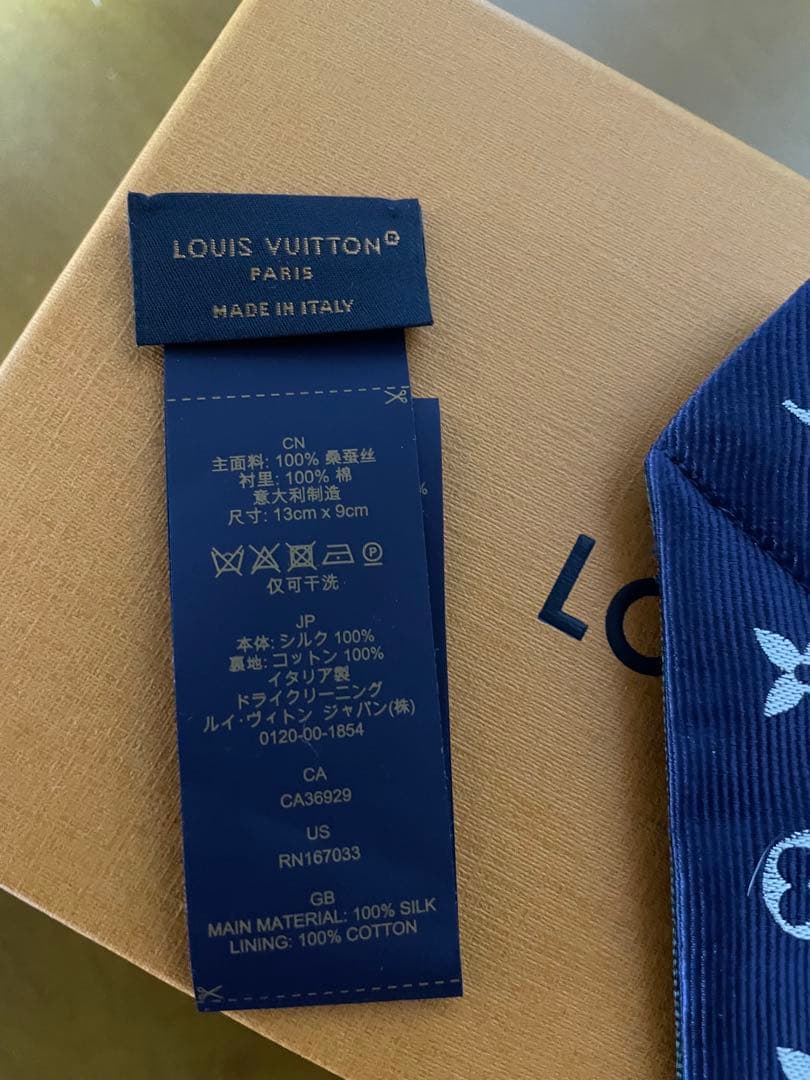 LOUIS VUITTON®
PARIS
MADE IN ITALY
CN
主面料: 100% 桑蚕丝
衬里: 100% 棉
意大利制造
尺寸: 13cm x 9cm
P
仅可干洗
JP
本体: シルク 100%
裏地: コットン 100%
イタリア製
ドライクリーニング
ルイ・ヴィトン ジャパン(株)
0120-00-1854
CA
CA36929
US
RN167033
GB
MAIN MATERIAL: 100% SILK
LINING: 100% COTTON
%
LO